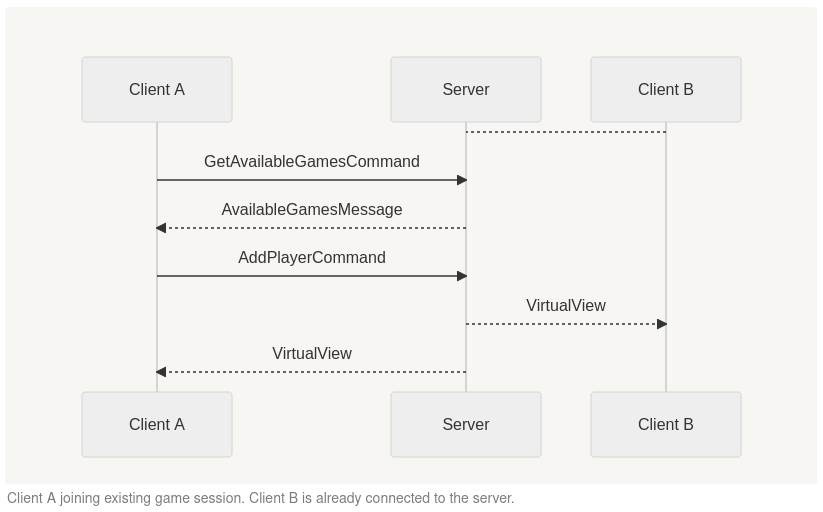 Client A
Server
Client B
GetAvailableGamesCommand
AvailableGamesMessage
AddPlayerCommand
VirtualView
VirtualView
Client A
Server
Client B
Client A joining existing game session. Client B is already connected to the server.